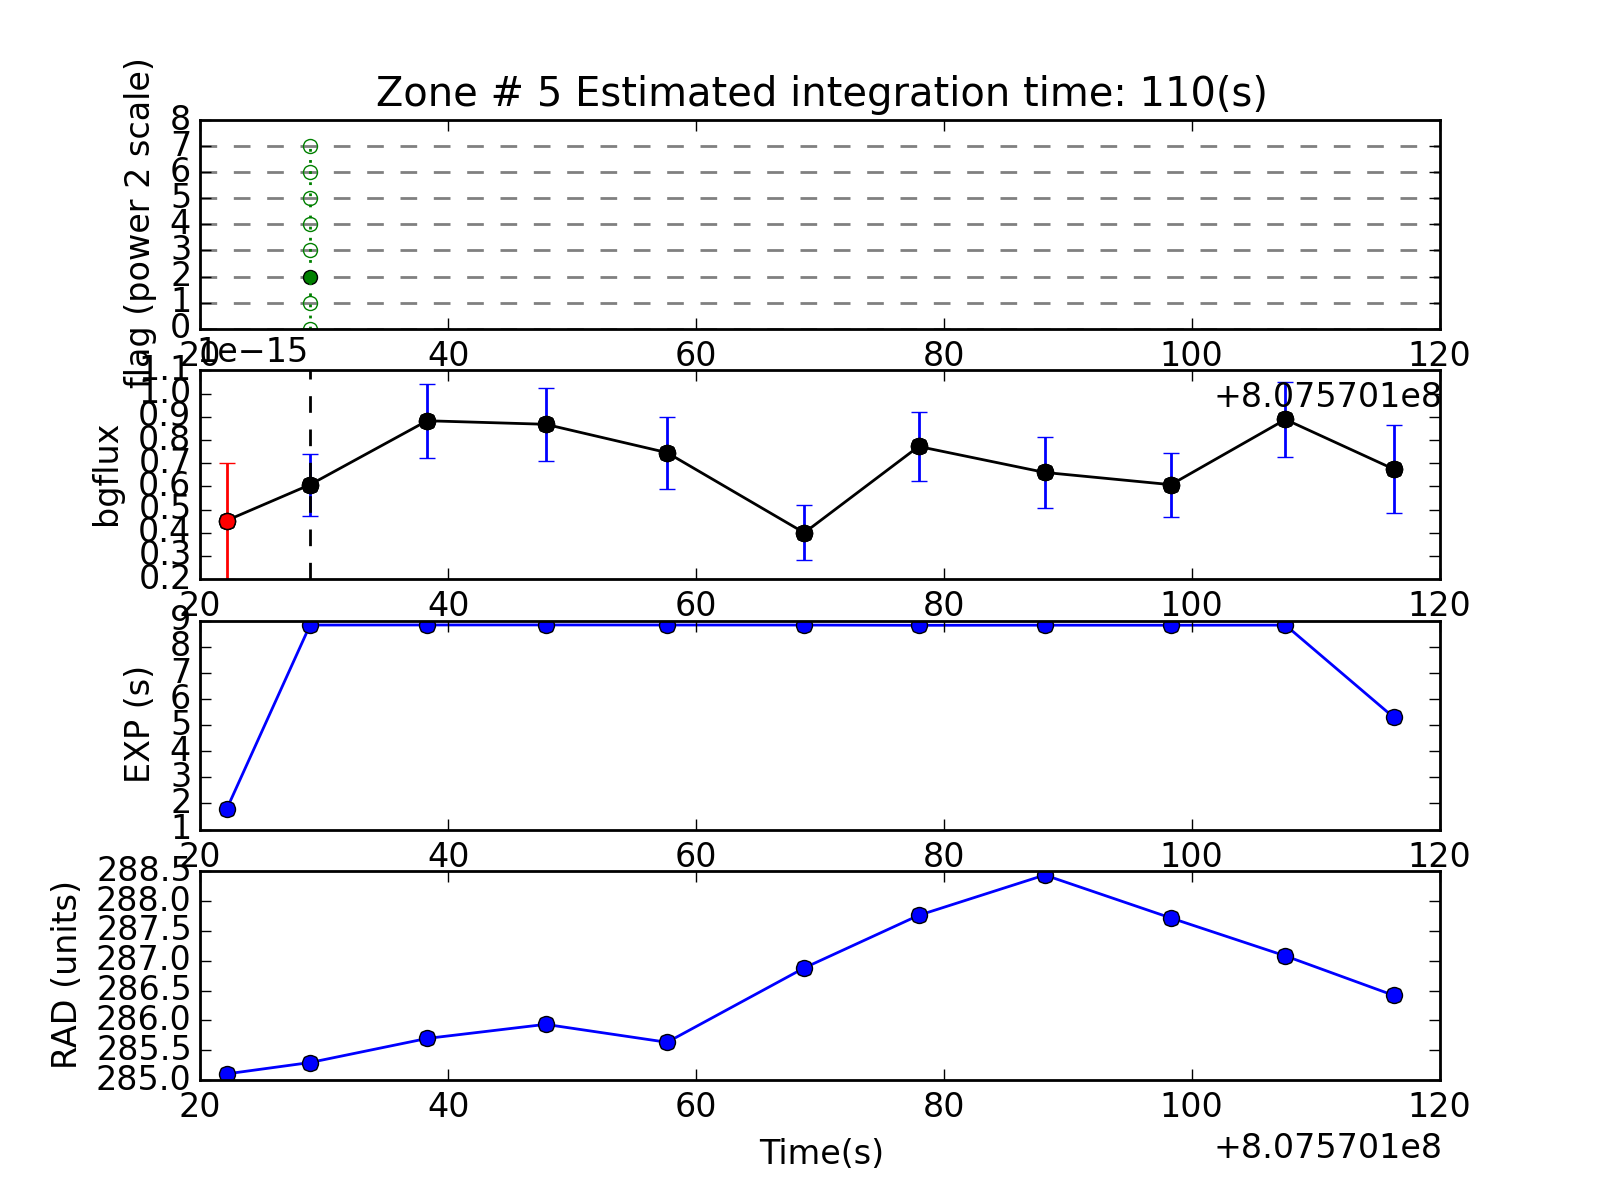 Zone # 5 Estimated integration time: 110(s)
flag (power 2 scale)
8
7
6
5
4
3
2
1
0
20 40 60 80 100 120
1e−15
+8.075701e8
bgflux
1.1
1.0
0.9
0.8
0.7
0.6
0.5
0.4
0.3
0.2
20 40 60 80 100 120
EXP (s)
9
8
7
6
5
4
3
2
1
20 40 60 80 100 120
RAD (units)
288.5
288.0
287.5
287.0
286.5
286.0
285.5
285.0
20 40 60 80 100 120
Time(s)
+8.075701e8